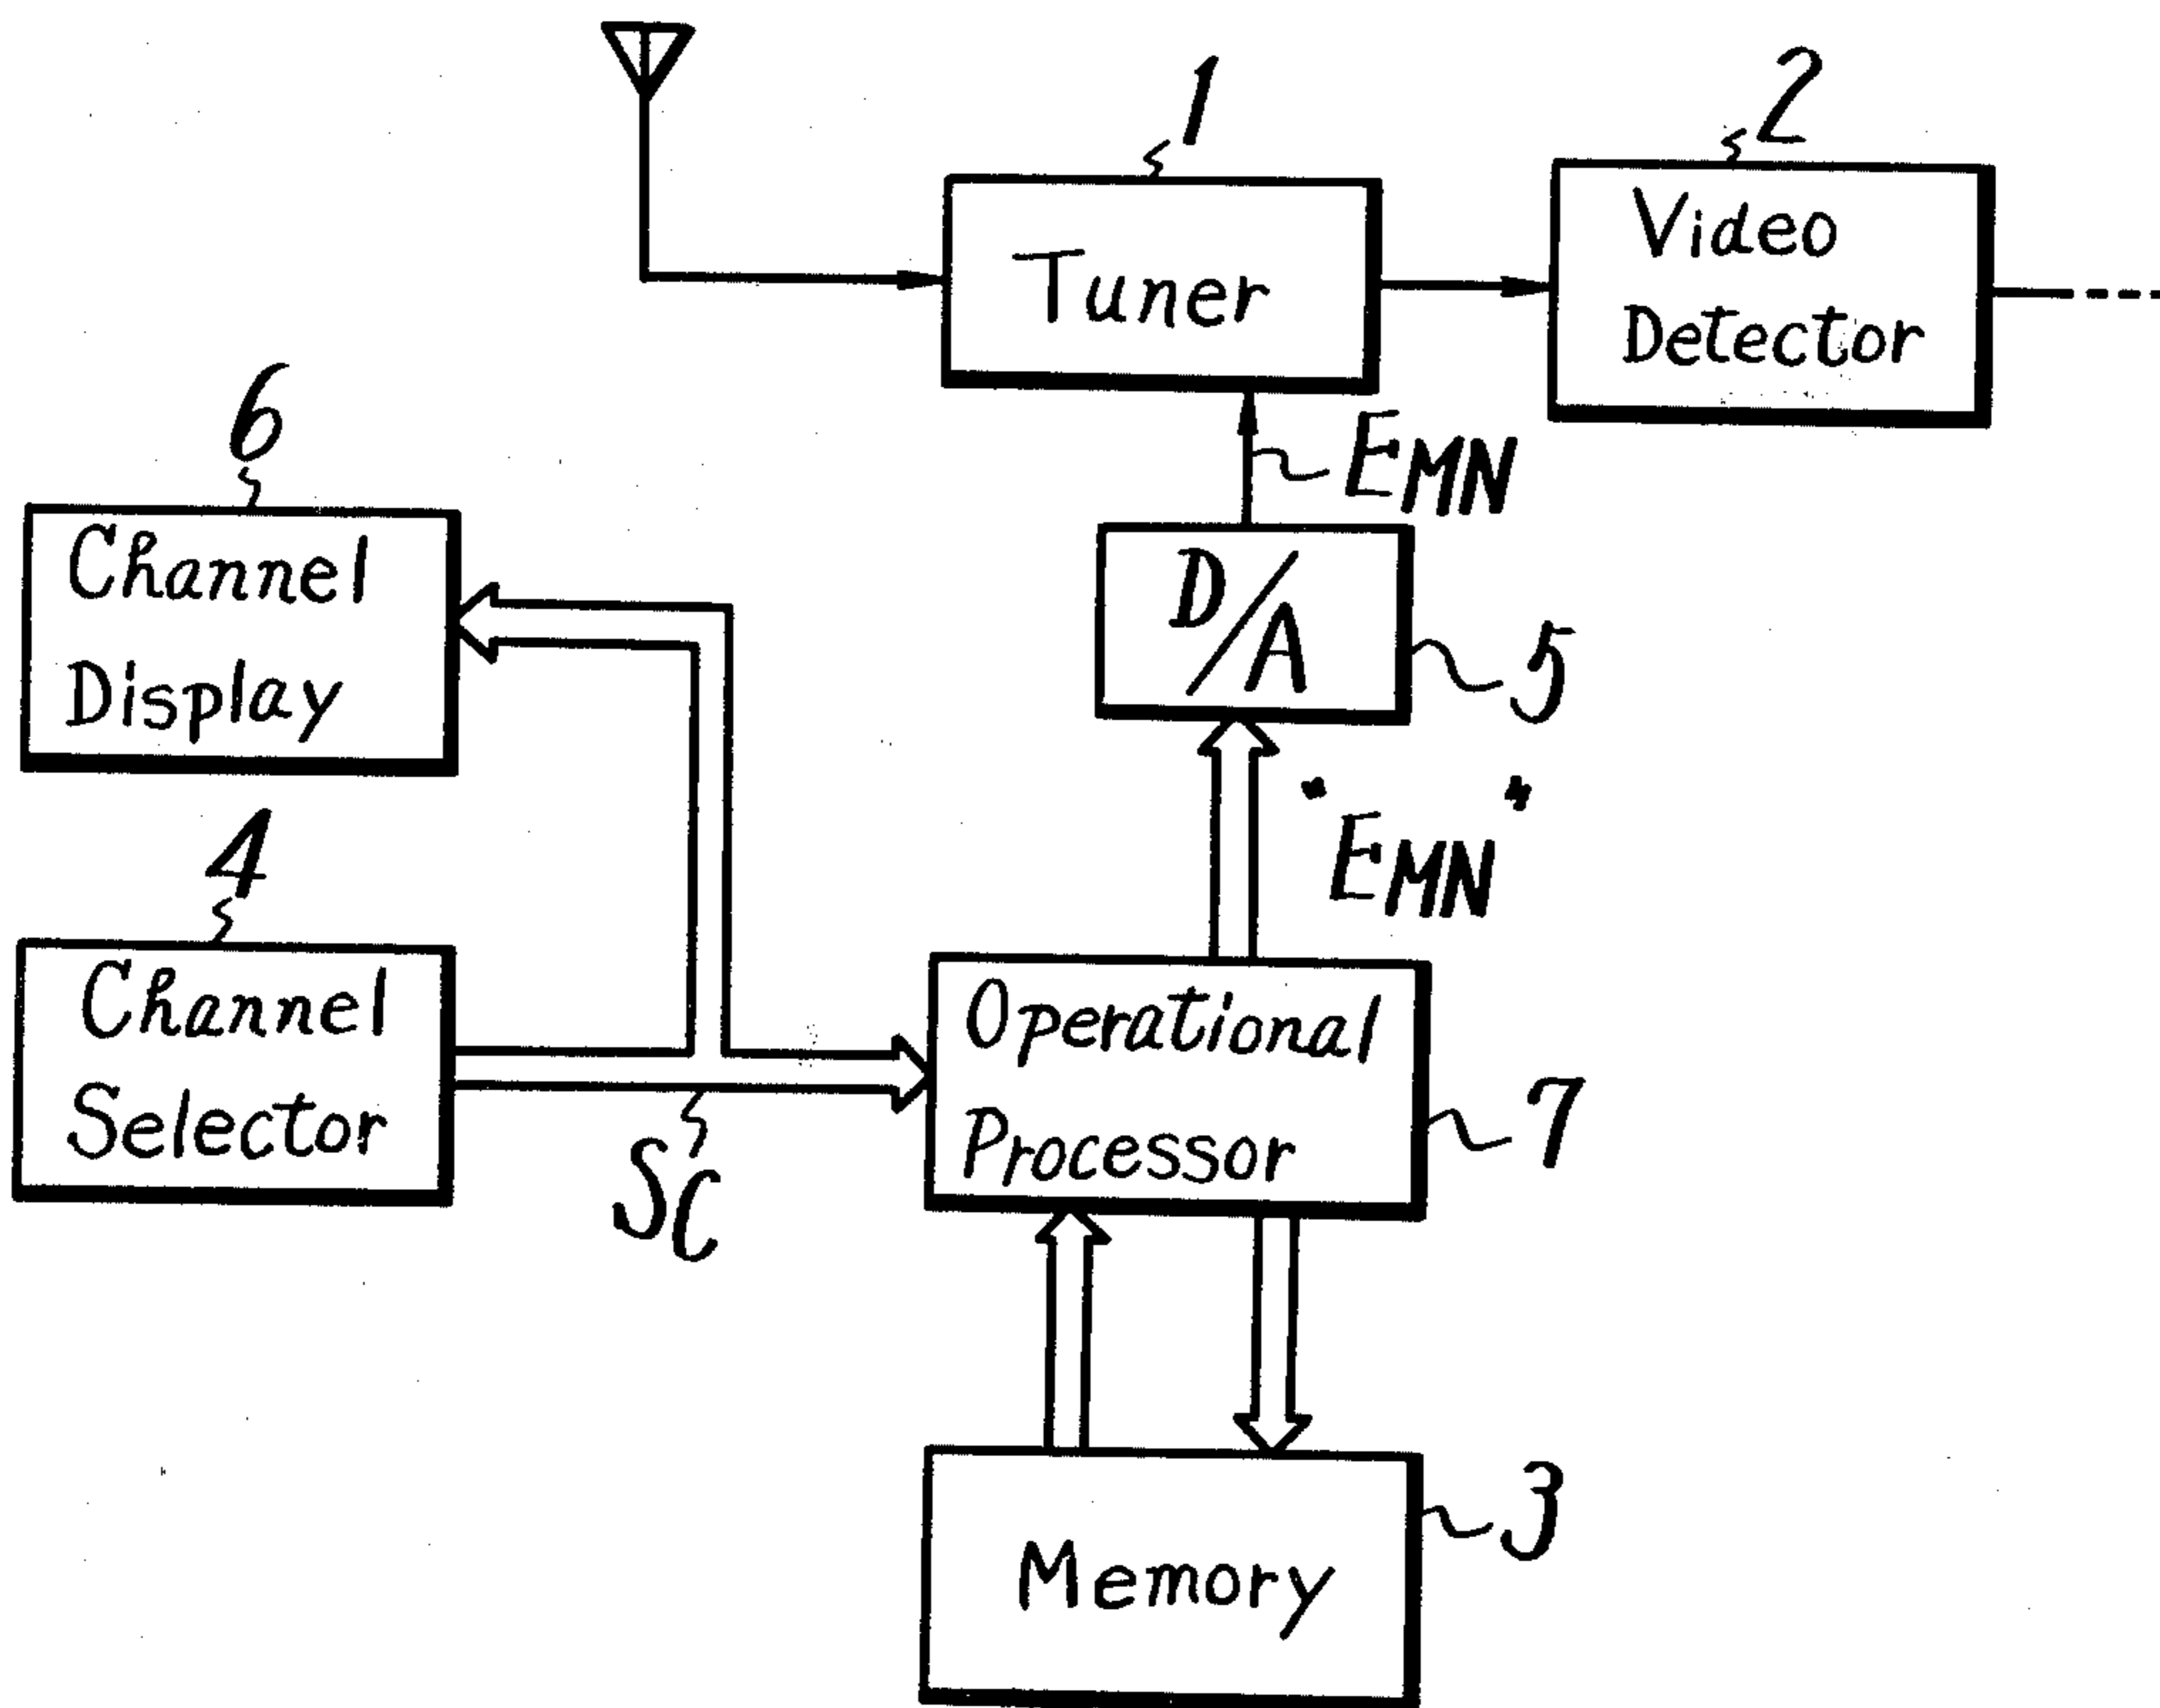 1
2
Tuner
Video
Detector
6
EMN
Channel
Display
D/A
5
"EMN"
4
Channel
Selector
Operational
Processor
7
SC
3
Memory